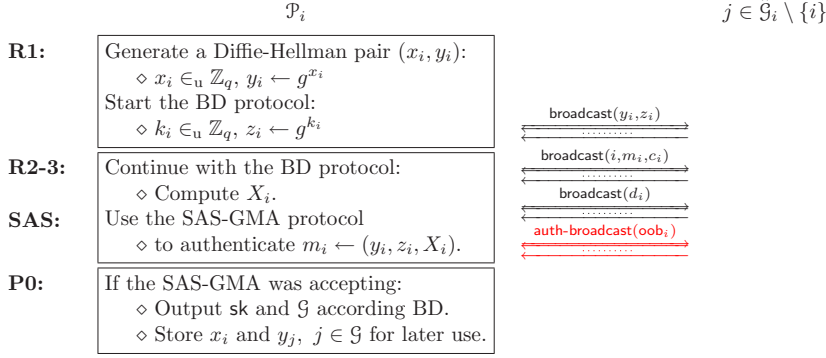 𝒫ᵢ j ∈ 𝒢ᵢ \ {i}
R1: Generate a Diffie-Hellman pair (xᵢ, yᵢ):
⋄ xᵢ ∈ᵤ ℤ_q, yᵢ ← g^{xᵢ}
Start the BD protocol:
⋄ kᵢ ∈ᵤ ℤ_q, zᵢ ← g^{kᵢ}
broadcast(yᵢ,zᵢ)
R2-3: Continue with the BD protocol:
⋄ Compute Xᵢ.
broadcast(i,mᵢ,cᵢ)
broadcast(dᵢ)
SAS: Use the SAS-GMA protocol
⋄ to authenticate mᵢ ← (yᵢ, zᵢ, Xᵢ).
auth-broadcast(oobᵢ)
P0: If the SAS-GMA was accepting:
⋄ Output sk and 𝒢 according BD.
⋄ Store xᵢ and yⱼ, j ∈ 𝒢 for later use.